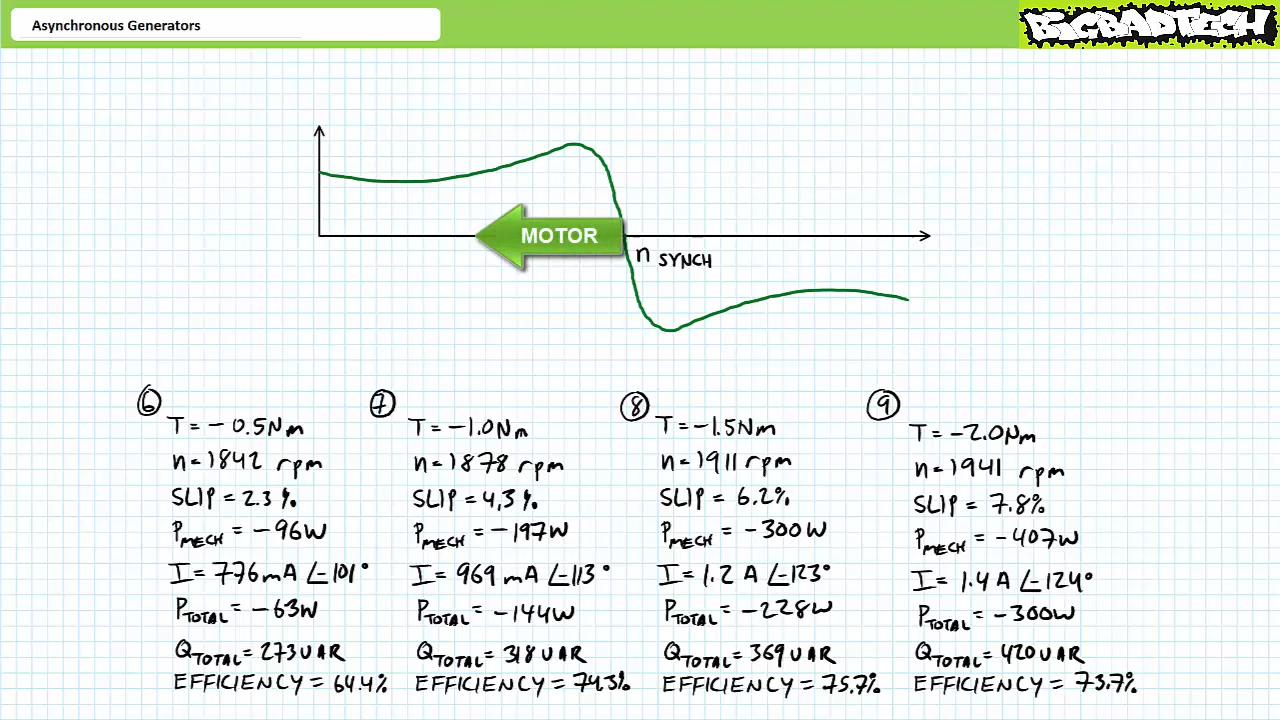 Asynchronous Generators
BIGBADTECH
MOTOR
n SYNCH
6
T = -0.5Nm
n = 1842 rpm
SLIP = 2.3%
PMECH = -96W
I = 776mA ∠-101°
PTOTAL = -63W
QTOTAL = 273VAR
EFFICIENCY = 64.4%
7
T = -1.0Nm
n = 1878 rpm
SLIP = 4.3%
PMECH = -197W
I = 969mA ∠-113°
PTOTAL = -144W
QTOTAL = 318VAR
EFFICIENCY = 74.3%
8
T = -1.5Nm
n = 1911 rpm
SLIP = 6.2%
PMECH = -300W
I = 1.2 A ∠-123°
PTOTAL = -228W
QTOTAL = 369VAR
EFFICIENCY = 75.7%
9
T = -2.0Nm
n = 1941 rpm
SLIP = 7.8%
PMECH = -407W
I = 1.4 A ∠-124°
PTOTAL = -300W
QTOTAL = 420VAR
EFFICIENCY = 73.7%